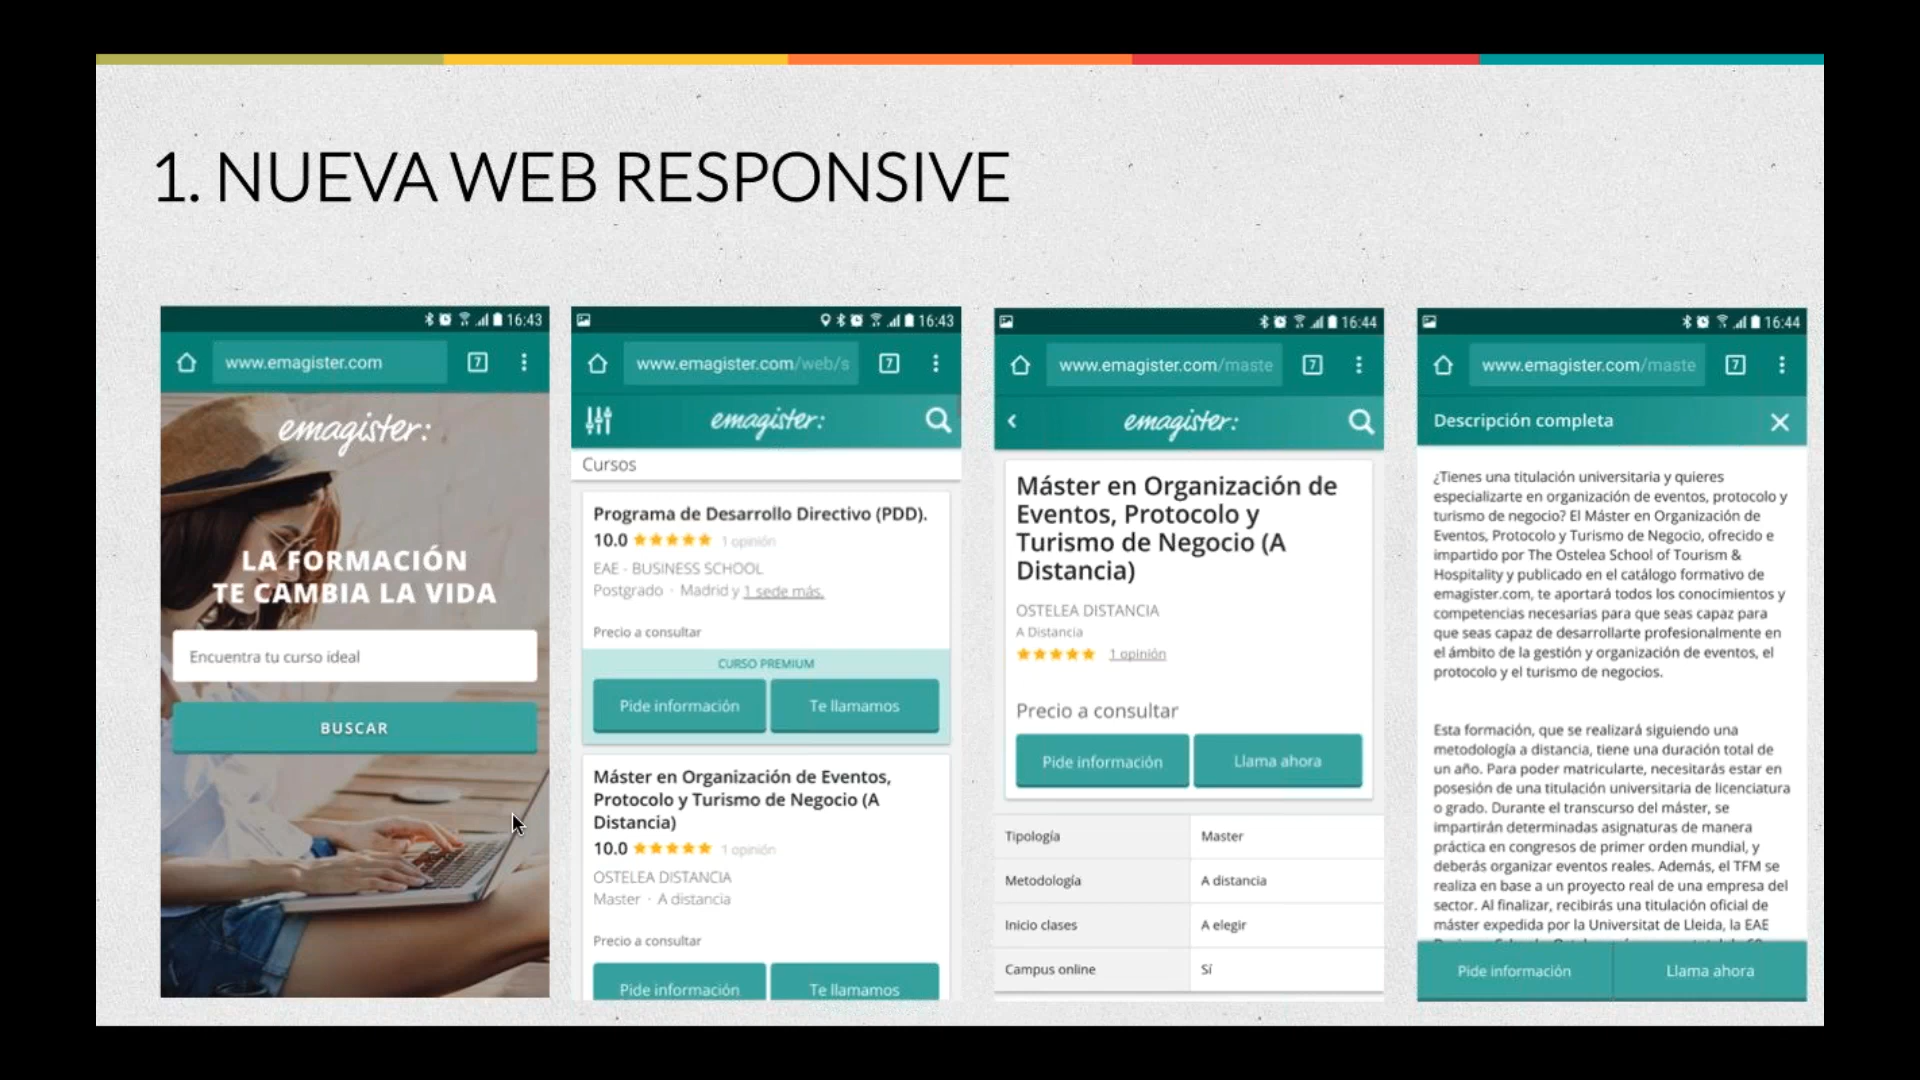 1. NUEVA WEB RESPONSIVE
16:43
www.emagister.com
7
emagister:
LA FORMACIÓN
TE CAMBIA LA VIDA
Encuentra tu curso ideal
BUSCAR
16:43
www.emagister.com/web/s
7
emagister:
Cursos
Programa de Desarrollo Directivo (PDD).
10.0 1 opinión
EAE - BUSINESS SCHOOL
Postgrado · Madrid y 1 sede más.
Precio a consultar
CURSO PREMIUM
Pide información Te llamamos
Máster en Organización de Eventos,
Protocolo y Turismo de Negocio (A
Distancia)
10.0 1 opinión
OSTELEA DISTANCIA
Master · A distancia
Precio a consultar
Pide información Te llamamos
16:44
www.emagister.com/maste
7
emagister:
Máster en Organización de
Eventos, Protocolo y
Turismo de Negocio (A
Distancia)
OSTELEA DISTANCIA
A Distancia
1 opinión
Precio a consultar
Pide información Llama ahora
Tipología Master
Metodología A distancia
Inicio clases A elegir
Campus online Sí
16:44
www.emagister.com/maste
7
Descripción completa
¿Tienes una titulación universitaria y quieres
especializarte en organización de eventos, protocolo y
turismo de negocio? El Máster en Organización de
Eventos, Protocolo y Turismo de Negocio, ofrecido e
impartido por The Ostelea School of Tourism &
Hospitality y publicado en el catálogo formativo de
emagister.com, te aportará todos los conocimientos y
competencias necesarias para que seas capaz para
que seas capaz de desarrollarte profesionalmente en
el ámbito de la gestión y organización de eventos, el
protocolo y el turismo de negocios.
Esta formación, que se realizará siguiendo una
metodología a distancia, tiene una duración total de
un año. Para poder matricularte, necesitarás estar en
posesión de una titulación universitaria de licenciatura
o grado. Durante el transcurso del máster, se
impartirán determinadas asignaturas de manera
práctica en congresos de primer orden mundial, y
deberás organizar eventos reales. Además, el TFM se
realiza en base a un proyecto real de una empresa del
sector. Al finalizar, recibirás una titulación oficial de
máster expedida por la Universitat de Lleida, la EAE
Pide información Llama ahora